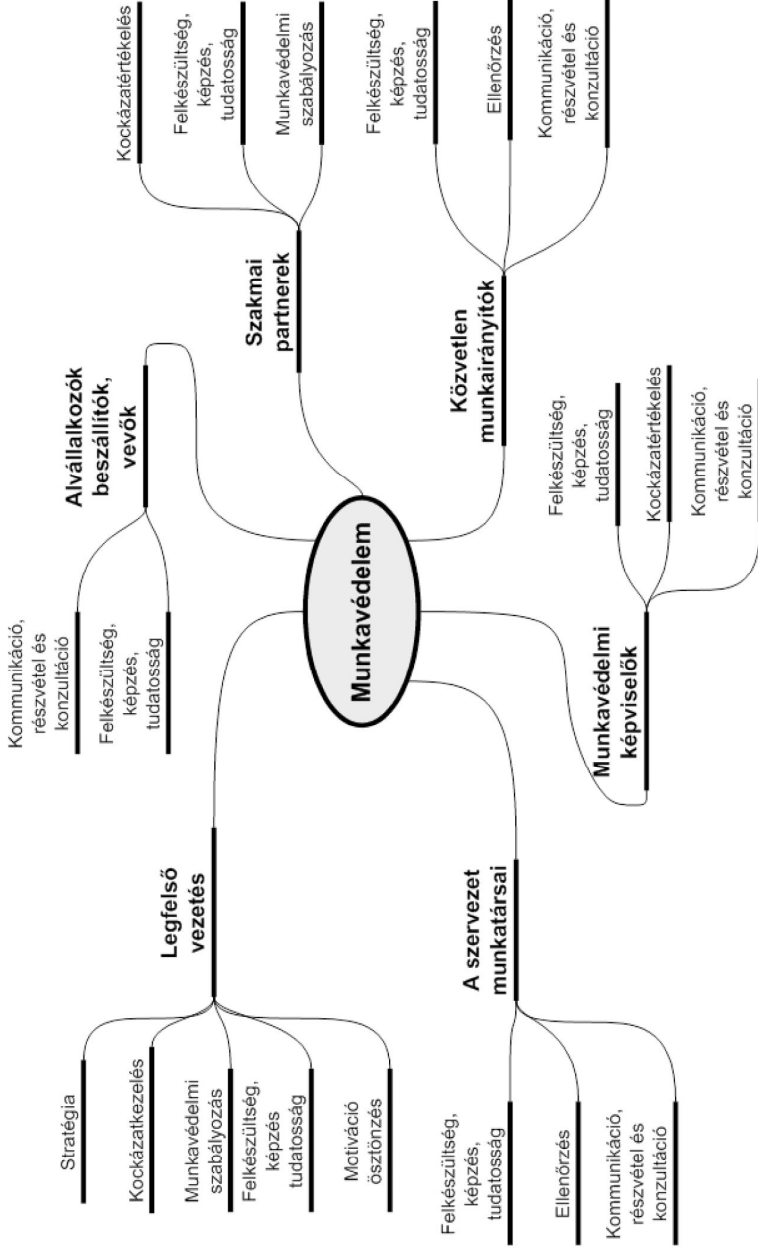 Munkavédelem
Legfelső
vezetés
Stratégia
Kockázatkezelés
Munkavédelmi
szabályozás
Felkészültség,
képzés
tudatosság
Motiváció
ösztönzés
Alvállalkozók
beszállítók,
vevők
Kommunikáció,
részvétel és
konzultáció
Felkészültség,
képzés,
tudatosság
Szakmai
partnerek
Kockázatértékelés
Felkészültség,
képzés,
tudatosság
Munkavédelmi
szabályozás
Közvetlen
munkairányítók
Felkészültség,
képzés,
tudatosság
Ellenőrzés
Kommunikáció,
részvétel és
konzultáció
Munkavédelmi
képviselők
Felkészültség,
képzés,
tudatosság
Kockázatértékelés
Kommunikáció,
részvétel és
konzultáció
A szervezet
munkatársai
Felkészültség,
képzés,
tudatosság
Ellenőrzés
Kommunikáció,
részvétel és
konzultáció